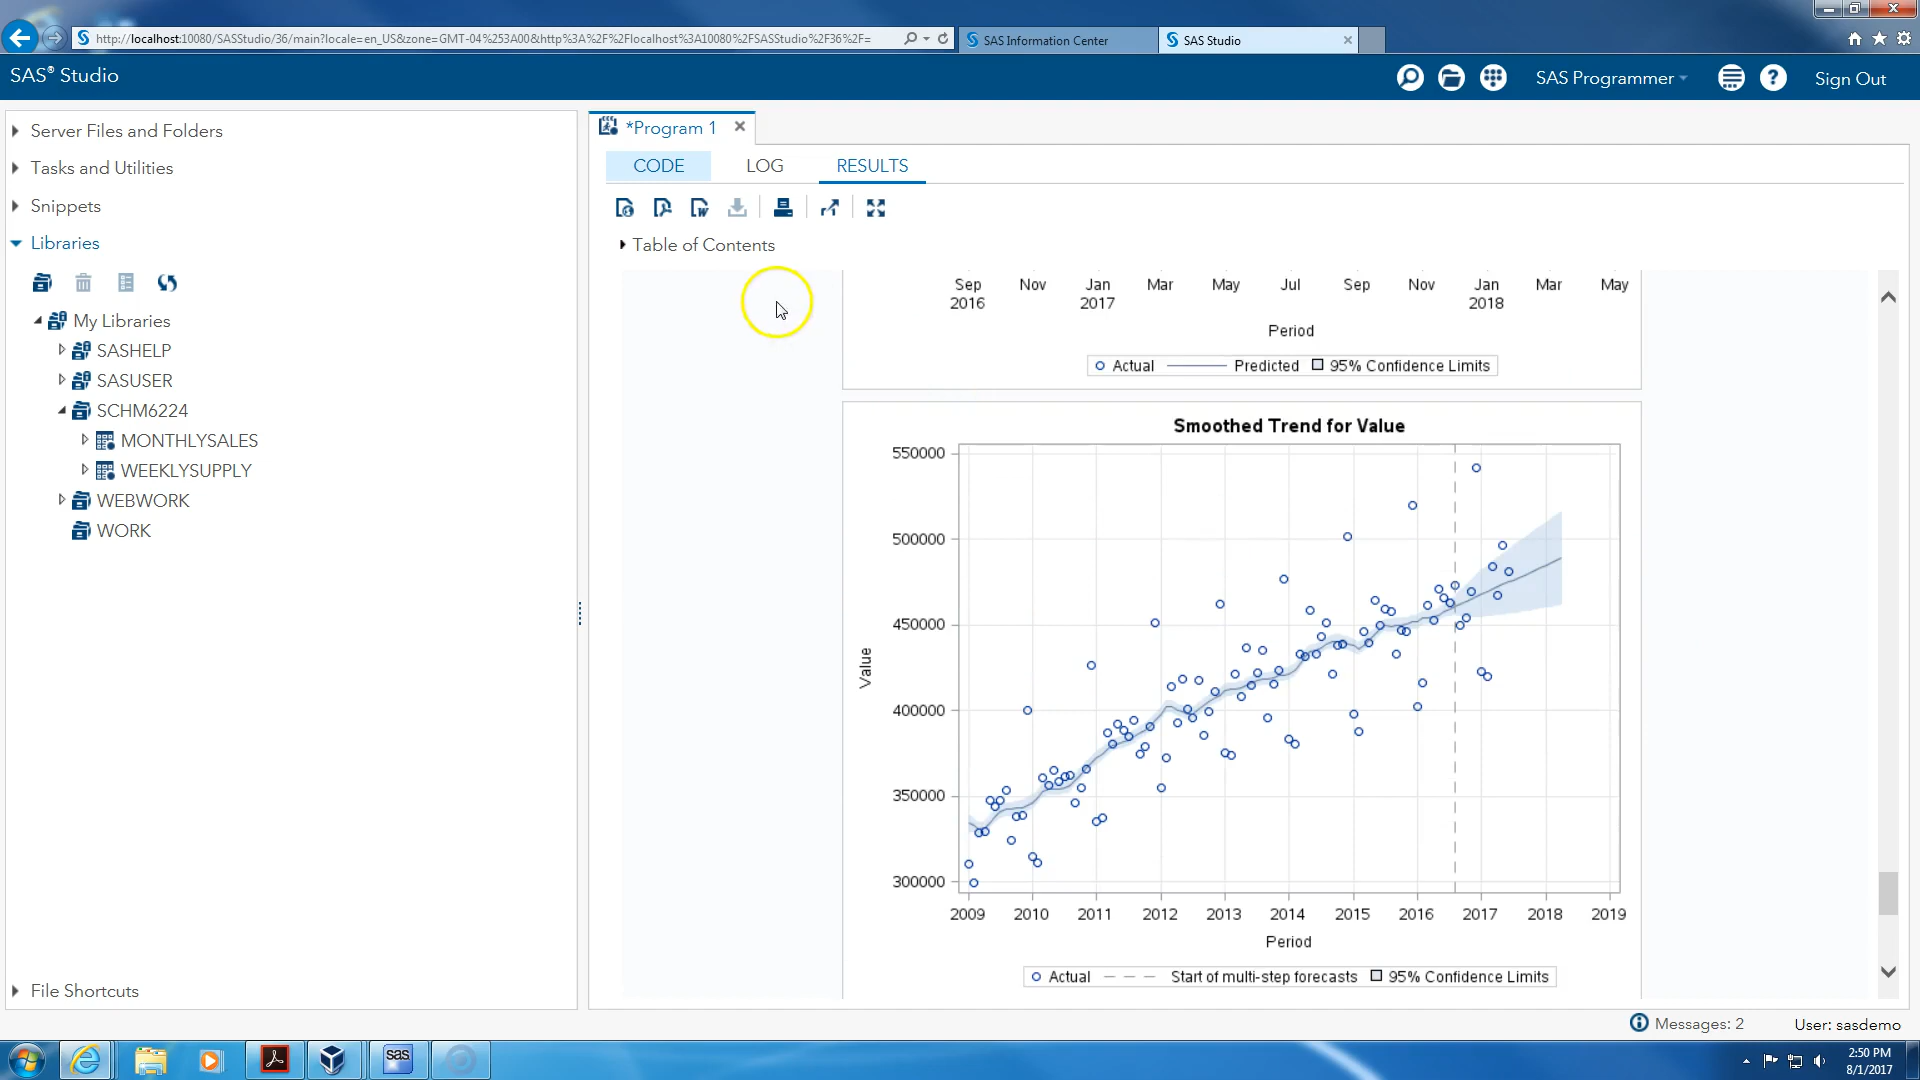 http://localhost:10080/SASStudio/36/main?locale=en_US&zone=GMT-04%253A00&http%3A%2F%2Flocalhost%3A10080%2FSASStudio%2F36%2F=
SAS Information Center
SAS Studio
SAS® Studio
SAS Programmer
Sign Out
Server Files and Folders
Tasks and Utilities
Snippets
Libraries
My Libraries
SASHELP
SASUSER
SCHM6224
MONTHLYSALES
WEEKLYSUPPLY
WEBWORK
WORK
File Shortcuts
*Program 1
CODE LOG RESULTS
Table of Contents
Sep Nov Jan Mar May Jul Sep Nov Jan Mar May
2016 2017 2018
Period
Actual Predicted 95% Confidence Limits
Smoothed Trend for Value
550000
500000
450000
400000
350000
300000
Value
2009 2010 2011 2012 2013 2014 2015 2016 2017 2018 2019
Period
Actual Start of multi-step forecasts 95% Confidence Limits
Messages: 2
User: sasdemo
sas
2:50 PM
8/1/2017